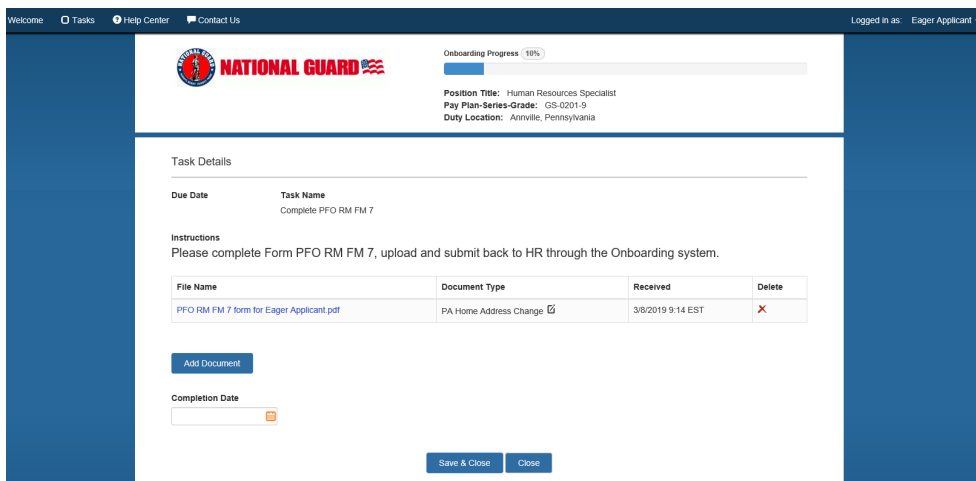 Welcome Tasks Help Center Contact Us Logged in as: Eager Applicant
NATIONAL GUARD
Onboarding Progress 10%
Position Title: Human Resources Specialist
Pay Plan-Series-Grade: GS-0201-9
Duty Location: Annville, Pennsylvania
Task Details
Due Date Task Name
Complete PFO RM FM 7
Instructions
Please complete Form PFO RM FM 7, upload and submit back to HR through the Onboarding system.
File Name Document Type Received Delete
PFO RM FM 7 form for Eager Applicant.pdf PA Home Address Change 3/8/2019 9:14 EST
Add Document
Completion Date
Save & Close Close